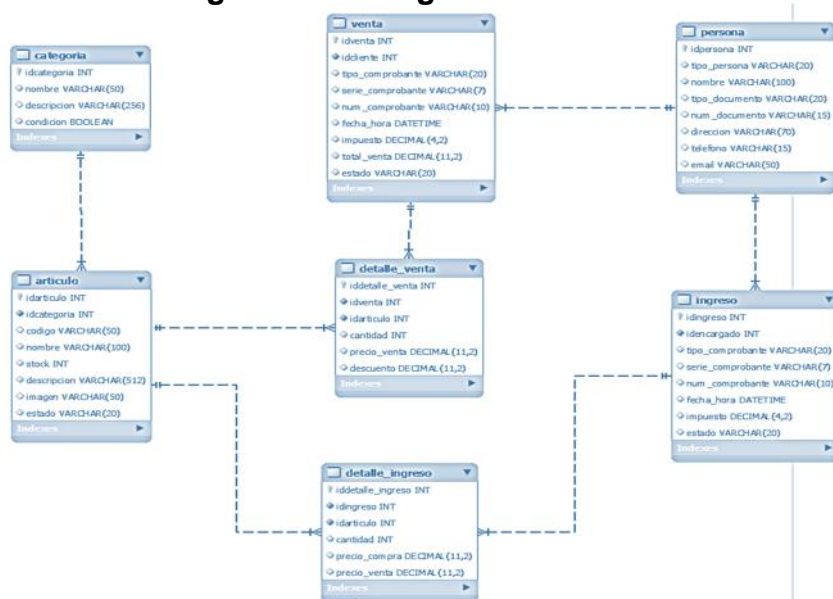 categoria
idcategoria INT
nombre VARCHAR(50)
descripcion VARCHAR(256)
condicion BOOLEAN
Indexes
venta
idventa INT
idcliente INT
tipo_comprobante VARCHAR(20)
serie_comprobante VARCHAR(7)
num_comprobante VARCHAR(10)
fecha_hora DATETIME
impuesto DECIMAL(4,2)
total_venta DECIMAL(11,2)
estado VARCHAR(20)
Indexes
persona
idpersona INT
tipo_persona VARCHAR(20)
nombre VARCHAR(100)
tipo_documento VARCHAR(20)
num_documento VARCHAR(15)
direccion VARCHAR(70)
telefono VARCHAR(15)
email VARCHAR(50)
Indexes
articulo
idarticulo INT
idcategoria INT
codigo VARCHAR(50)
nombre VARCHAR(100)
stock INT
descripcion VARCHAR(512)
imagen VARCHAR(50)
estado VARCHAR(20)
Indexes
detalle_venta
iddetalle_venta INT
idventa INT
idarticulo INT
cantidad INT
precio_venta DECIMAL(11,2)
descuento DECIMAL(11,2)
Indexes
ingreso
idingreso INT
idencargado INT
tipo_comprobante VARCHAR(20)
serie_comprobante VARCHAR(7)
num_comprobante VARCHAR(10)
fecha_hora DATETIME
impuesto DECIMAL(4,2)
estado VARCHAR(20)
Indexes
detalle_ingreso
iddetalle_ingreso INT
idingreso INT
idarticulo INT
cantidad INT
precio_compra DECIMAL(11,2)
precio_venta DECIMAL(11,2)
Indexes